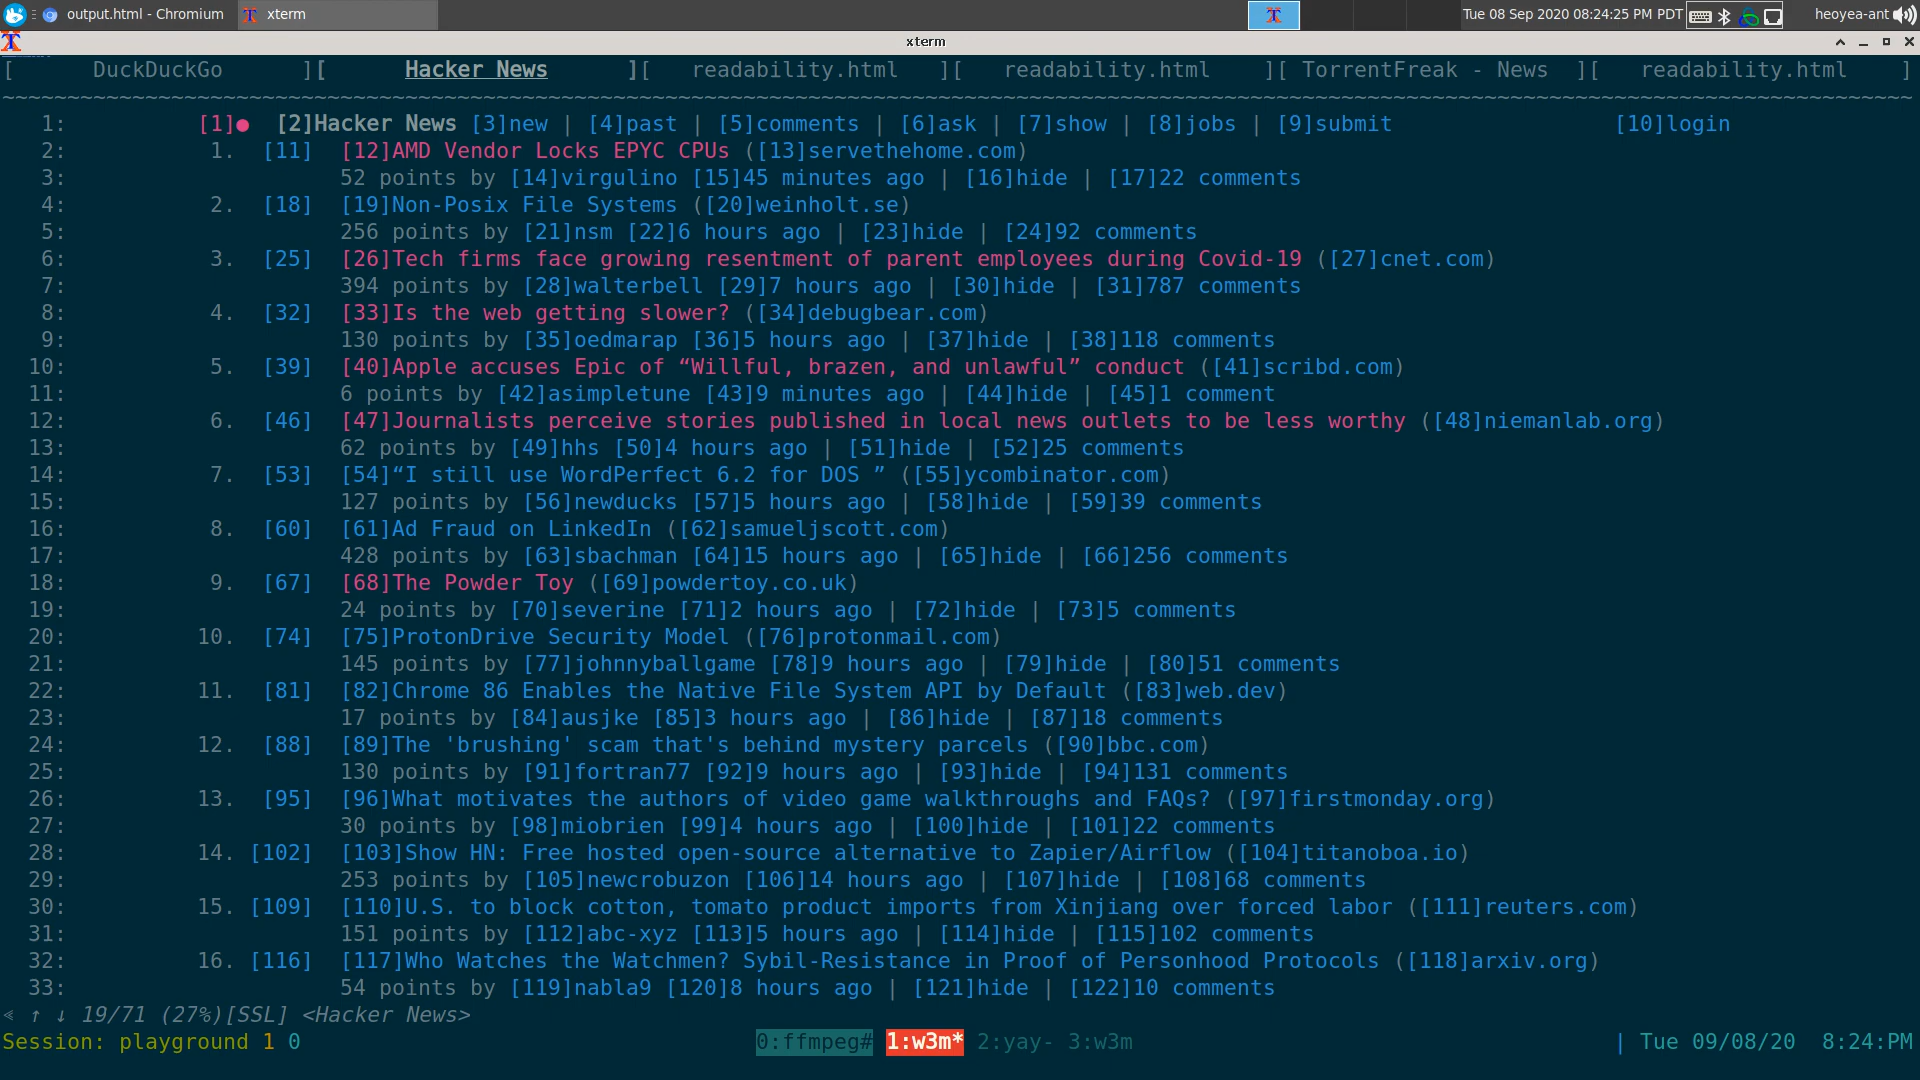 output.html - Chromium xterm Tue 08 Sep 2020 08:24:25 PM PDT heoyea-ant
xterm
[ DuckDuckGo ][ Hacker News ][ readability.html ][ readability.html ][ TorrentFreak - News ][ readability.html ]
1: [1]● [2]Hacker News [3]new | [4]past | [5]comments | [6]ask | [7]show | [8]jobs | [9]submit [10]login
2: 1. [11] [12]AMD Vendor Locks EPYC CPUs ([13]servethehome.com)
3: 52 points by [14]virgulino [15]45 minutes ago | [16]hide | [17]22 comments
4: 2. [18] [19]Non-Posix File Systems ([20]weinholt.se)
5: 256 points by [21]nsm [22]6 hours ago | [23]hide | [24]92 comments
6: 3. [25] [26]Tech firms face growing resentment of parent employees during Covid-19 ([27]cnet.com)
7: 394 points by [28]walterbell [29]7 hours ago | [30]hide | [31]787 comments
8: 4. [32] [33]Is the web getting slower? ([34]debugbear.com)
9: 130 points by [35]oedmarap [36]5 hours ago | [37]hide | [38]118 comments
10: 5. [39] [40]Apple accuses Epic of “Willful, brazen, and unlawful” conduct ([41]scribd.com)
11: 6 points by [42]asimpletune [43]9 minutes ago | [44]hide | [45]1 comment
12: 6. [46] [47]Journalists perceive stories published in local news outlets to be less worthy ([48]niemanlab.org)
13: 62 points by [49]hhs [50]4 hours ago | [51]hide | [52]25 comments
14: 7. [53] [54]“I still use WordPerfect 6.2 for DOS ” ([55]ycombinator.com)
15: 127 points by [56]newducks [57]5 hours ago | [58]hide | [59]39 comments
16: 8. [60] [61]Ad Fraud on LinkedIn ([62]samueljscott.com)
17: 428 points by [63]sbachman [64]15 hours ago | [65]hide | [66]256 comments
18: 9. [67] [68]The Powder Toy ([69]powdertoy.co.uk)
19: 24 points by [70]severine [71]2 hours ago | [72]hide | [73]5 comments
20: 10. [74] [75]ProtonDrive Security Model ([76]protonmail.com)
21: 145 points by [77]johnnyballgame [78]9 hours ago | [79]hide | [80]51 comments
22: 11. [81] [82]Chrome 86 Enables the Native File System API by Default ([83]web.dev)
23: 17 points by [84]ausjke [85]3 hours ago | [86]hide | [87]18 comments
24: 12. [88] [89]The 'brushing' scam that's behind mystery parcels ([90]bbc.com)
25: 130 points by [91]fortran77 [92]9 hours ago | [93]hide | [94]131 comments
26: 13. [95] [96]What motivates the authors of video game walkthroughs and FAQs? ([97]firstmonday.org)
27: 30 points by [98]miobrien [99]4 hours ago | [100]hide | [101]22 comments
28: 14. [102] [103]Show HN: Free hosted open-source alternative to Zapier/Airflow ([104]titanoboa.io)
29: 253 points by [105]newcrobuzon [106]14 hours ago | [107]hide | [108]68 comments
30: 15. [109] [110]U.S. to block cotton, tomato product imports from Xinjiang over forced labor ([111]reuters.com)
31: 151 points by [112]abc-xyz [113]5 hours ago | [114]hide | [115]102 comments
32: 16. [116] [117]Who Watches the Watchmen? Sybil-Resistance in Proof of Personhood Protocols ([118]arxiv.org)
33: 54 points by [119]nabla9 [120]8 hours ago | [121]hide | [122]10 comments
⋖ ↑ ↓ 19/71 (27%)[SSL] <Hacker News>
Session: playground 1 0 0:ffmpeg# 1:w3m* 2:yay- 3:w3m | Tue 09/08/20 8:24:PM